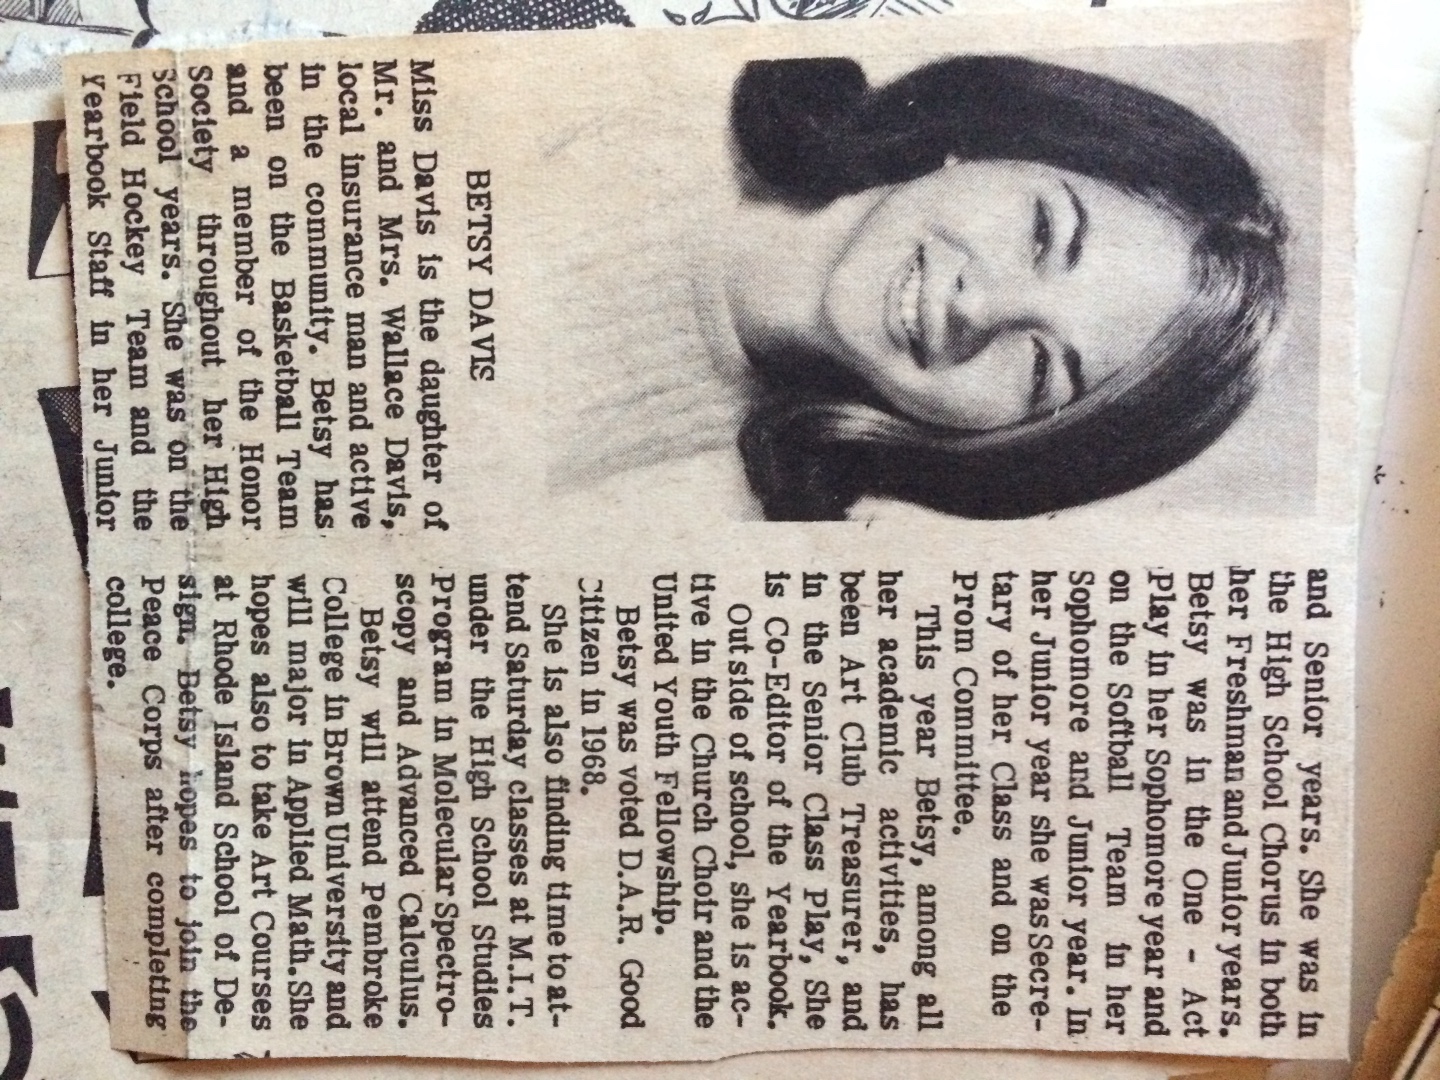 BETSY DAVIS
Miss Davis is the daughter of
Mr. and Mrs. Wallace Davis,
local insurance man and active
in the community. Betsy has
been on the Basketball Team
and a member of the Honor
Society throughout her High
School years. She was on the
Field Hockey Team and the
Yearbook Staff in her Junior
and Senior years. She was in
the High School Chorus in both
her Freshman and Junior years.
Betsy was in the One - Act
Play in her Sophomore year and
on the Softball Team in her
Sophomore and Junior year. In
her Junior year she was Secre-
tary of her Class and on the
Prom Committee.
This year Betsy, among all
her academic activities, has
been Art Club Treasurer, and
in the Senior Class Play, She
is Co-Editor of the Yearbook.
Outside of school, she is ac-
tive in the Church Choir and the
United Youth Fellowship.
Betsy was voted D.A.R. Good
Citizen in 1968.
She is also finding time to at-
tend Saturday classes at M.I.T.
under the High School Studies
Program in Molecular Spectro-
scopy and Advanced Calculus.
Betsy will attend Pembroke
College in Brown University and
will major in Applied Math. She
hopes also to take Art Courses
at Rhode Island School of De-
sign. Betsy hopes to join the
Peace Corps after completing
college.